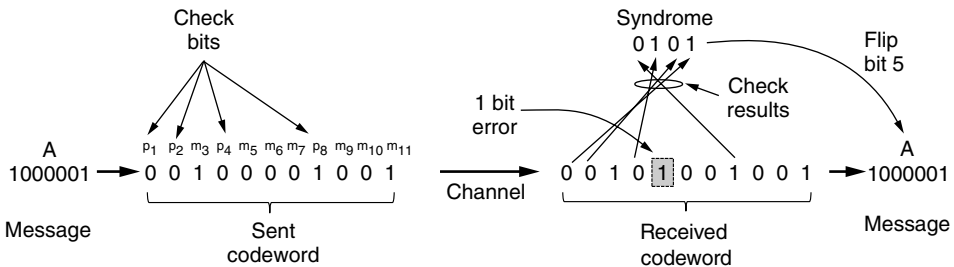 Check
bits
A
1000001
Message
p1 p2 m3 p4 m5 m6 m7 p8 m9 m10 m11
0 0 1 0 0 0 0 1 0 0 1
Sent
codeword
Channel
Syndrome
0 1 0 1
Check
results
1 bit
error
Flip
bit 5
0 0 1 0 1 0 0 1 0 0 1
Received
codeword
A
1000001
Message